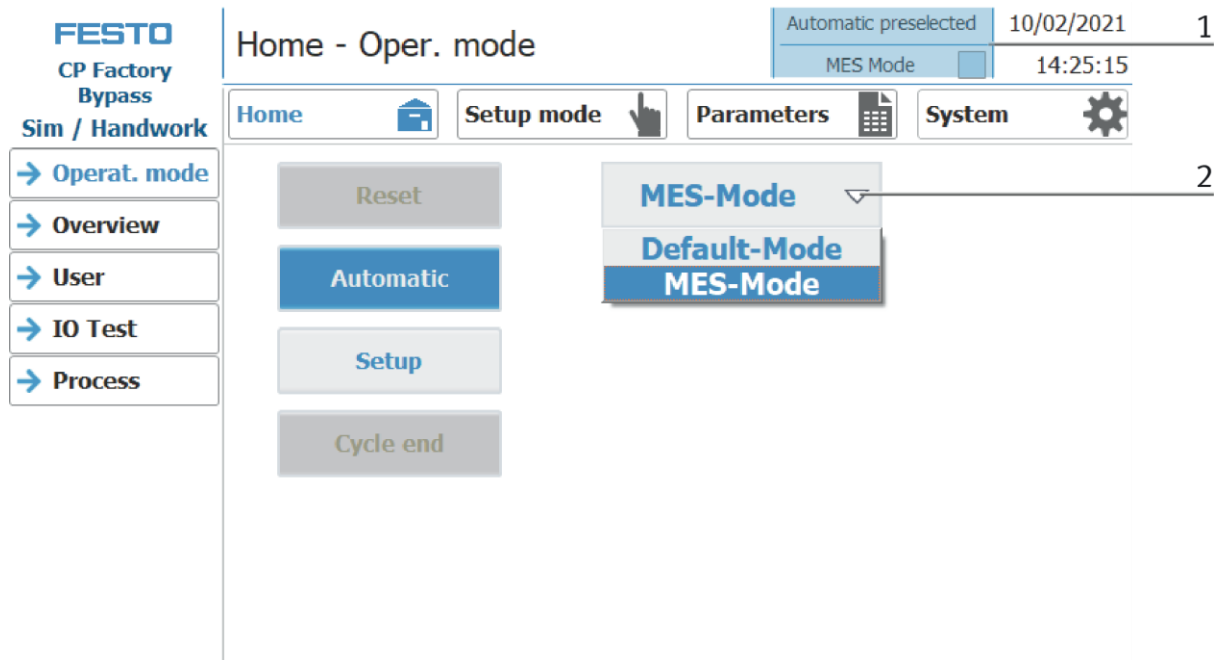 FESTO
CP Factory
Bypass
Sim / Handwork
Home - Oper. mode
Automatic preselected
MES Mode
10/02/2021
14:25:15
1
Home
Setup mode
Parameters
System
Operat. mode
Overview
User
IO Test
Process
Reset
Automatic
Setup
Cycle end
MES-Mode
2
Default-Mode
MES-Mode